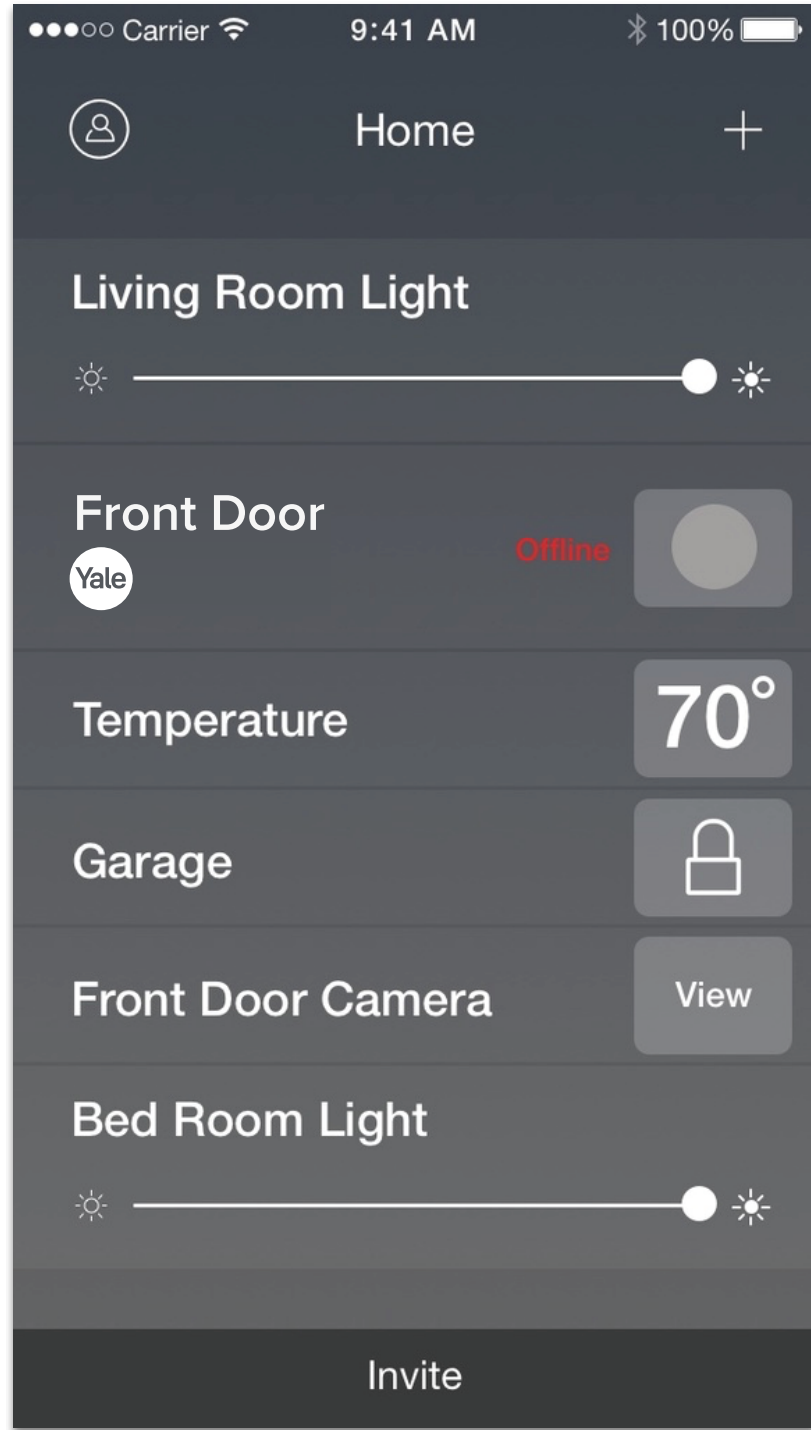 Carrier 9:41 AM 100%
Home
Living Room Light
Front Door
Yale
Offline
Temperature 70°
Garage
Front Door Camera View
Bed Room Light
Invite